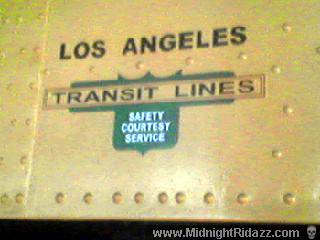 LOS ANGELES
TRANSIT LINES
SAFETY
COURTESY
SERVICE
www.MidnightRidazz.com